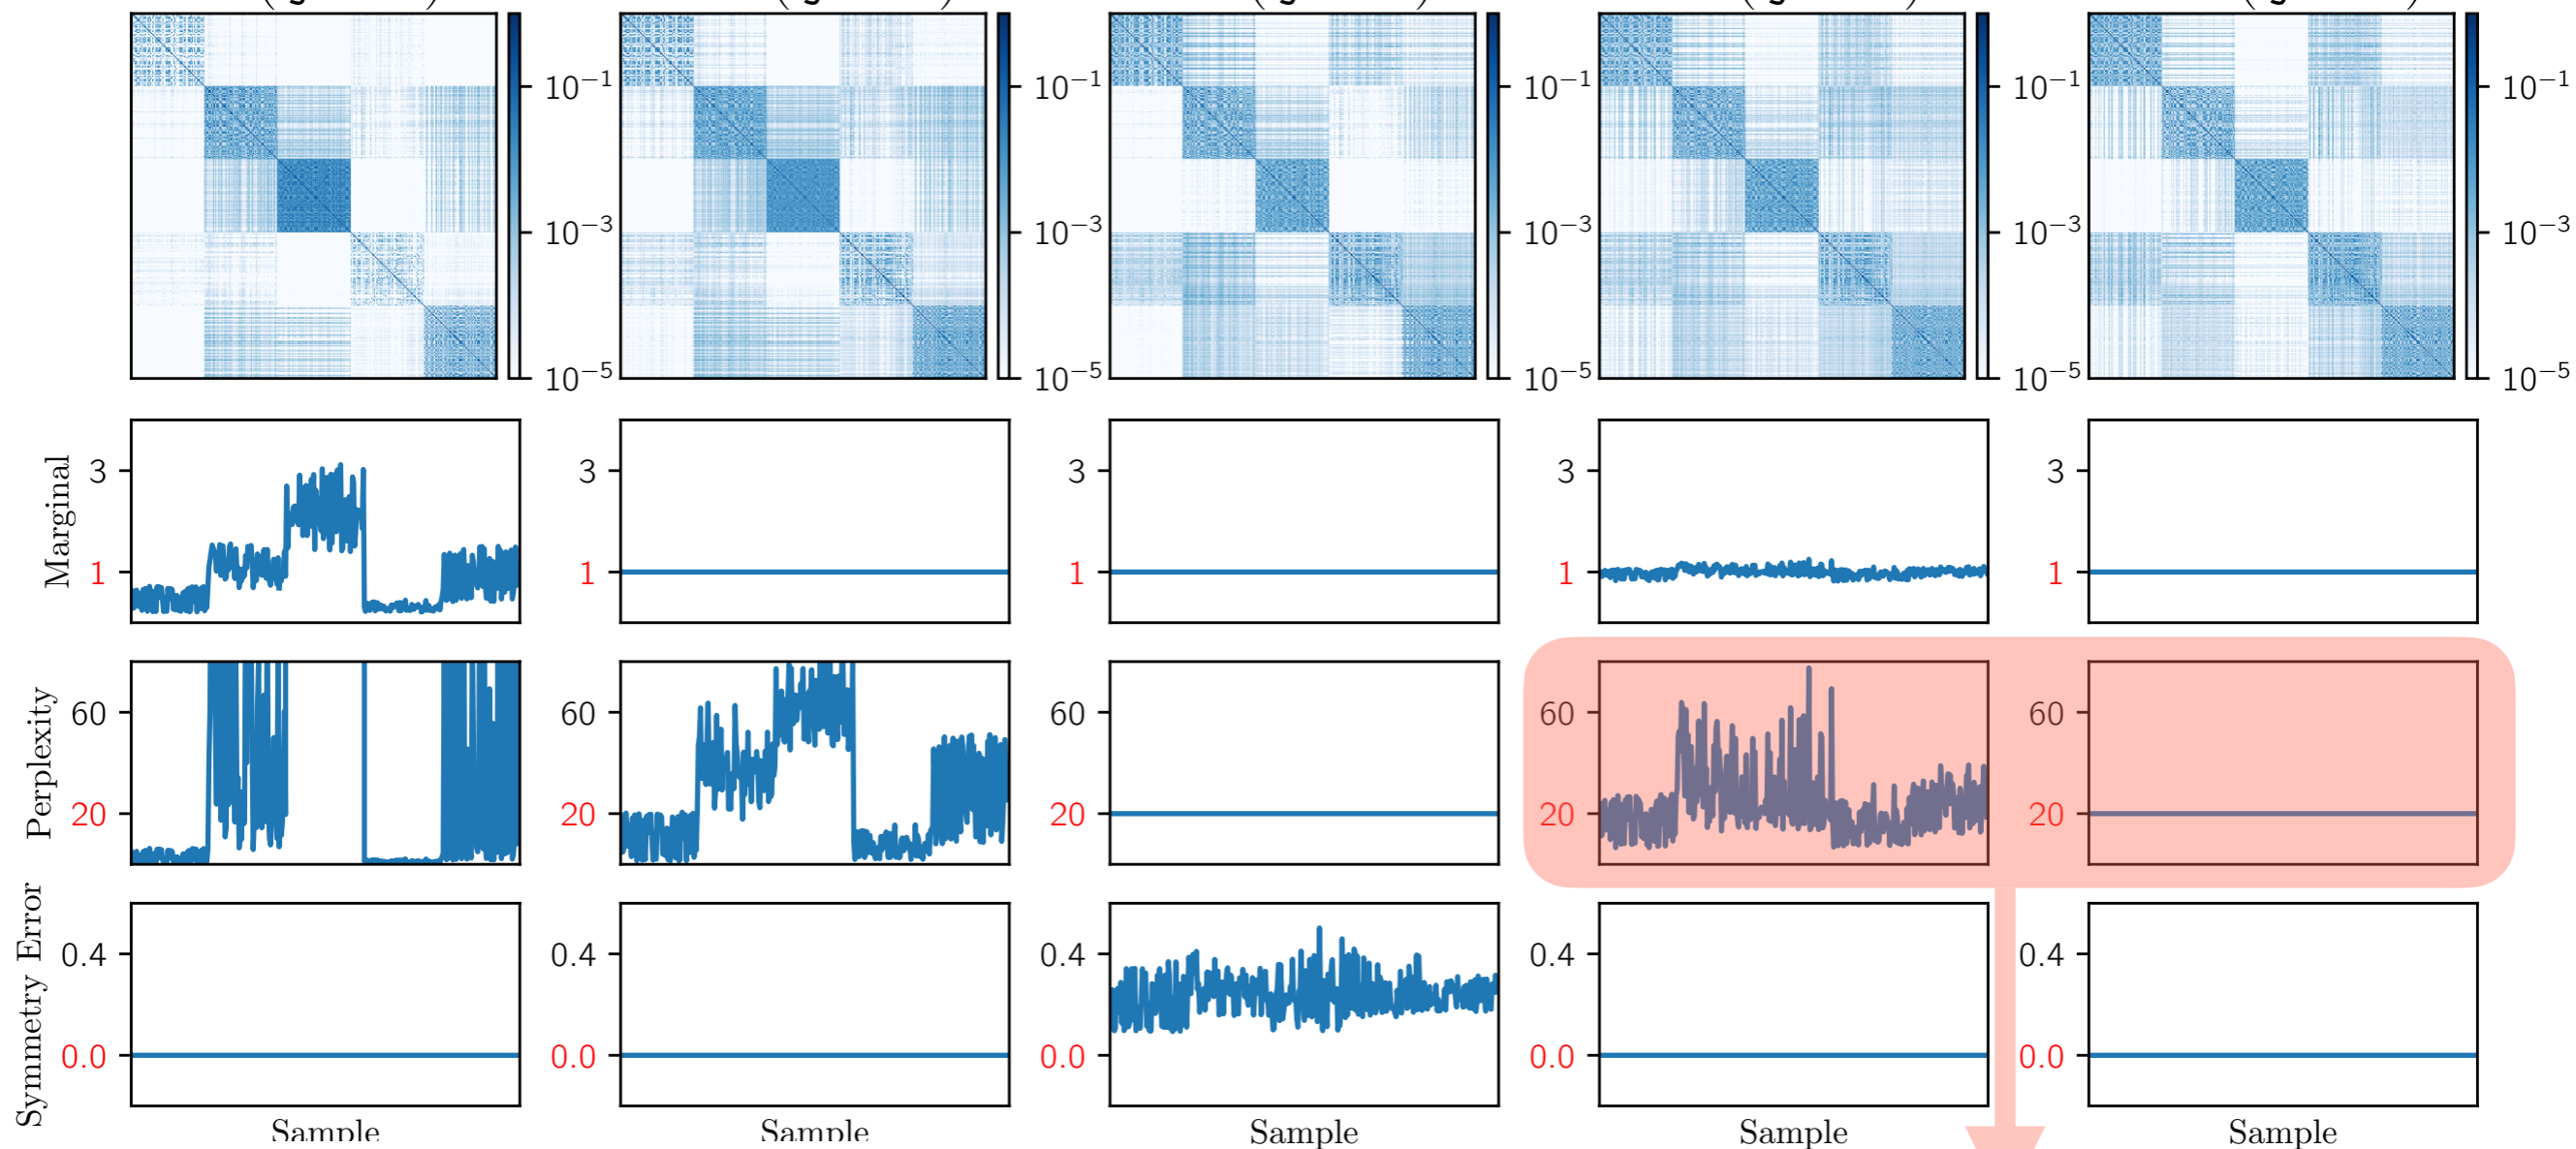 10⁻¹ 10⁻¹ 10⁻¹ 10⁻¹ 10⁻¹
10⁻³ 10⁻³ 10⁻³ 10⁻³ 10⁻³
10⁻⁵ 10⁻⁵ 10⁻⁵ 10⁻⁵ 10⁻⁵
Marginal
3 3 3 3 3
1 1 1 1 1
Perplexity
60 60 60 60 60
20 20 20 20 20
Symmetry Error
0.4 0.4 0.4 0.4 0.4
0.0 0.0 0.0 0.0 0.0
Sample Sample Sample Sample Sample